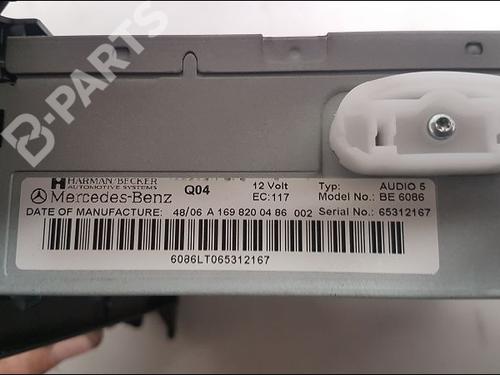 B-PARTS
HARMAN/BECKER
AUTOMOTIVE SYSTEMS
Mercedes-Benz
Q04
12 Volt
EC:117
Typ: AUDIO 5
Model No.: BE 6086
DATE OF MANUFACTURE: 48/06 A 169 820 04 86 002 Serial No.: 65312167
6086LT065312167